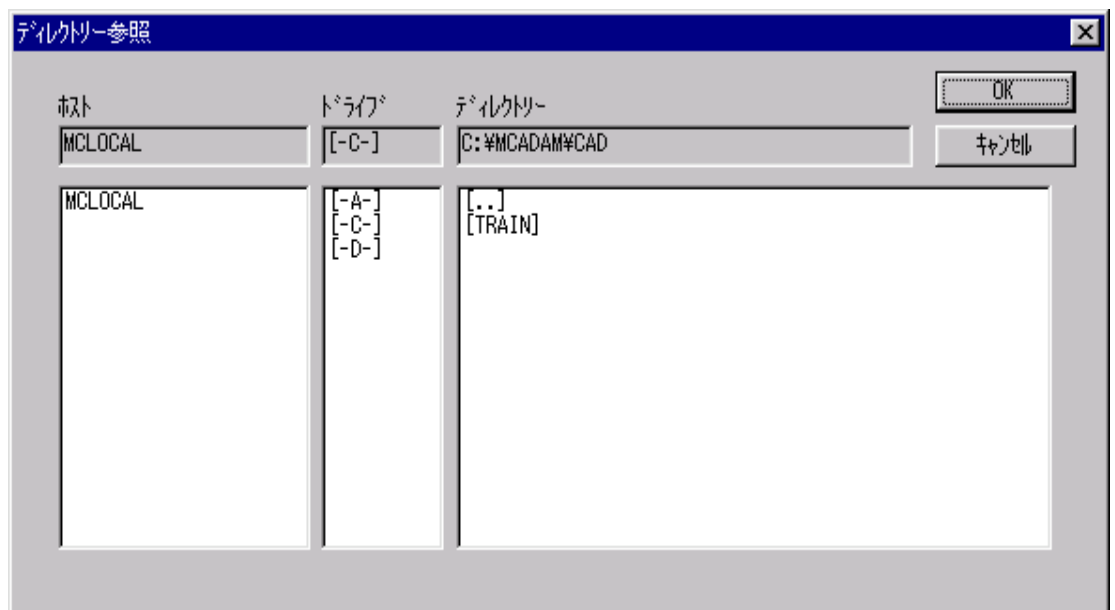 ディレクトリー参照
ホスト
ドライブ
ディレクトリー
OK
MCLOCAL
[-C-]
C:¥MCADAM¥CAD
キャンセル
MCLOCAL
[-A-]
[-C-]
[-D-]
[..]
[TRAIN]